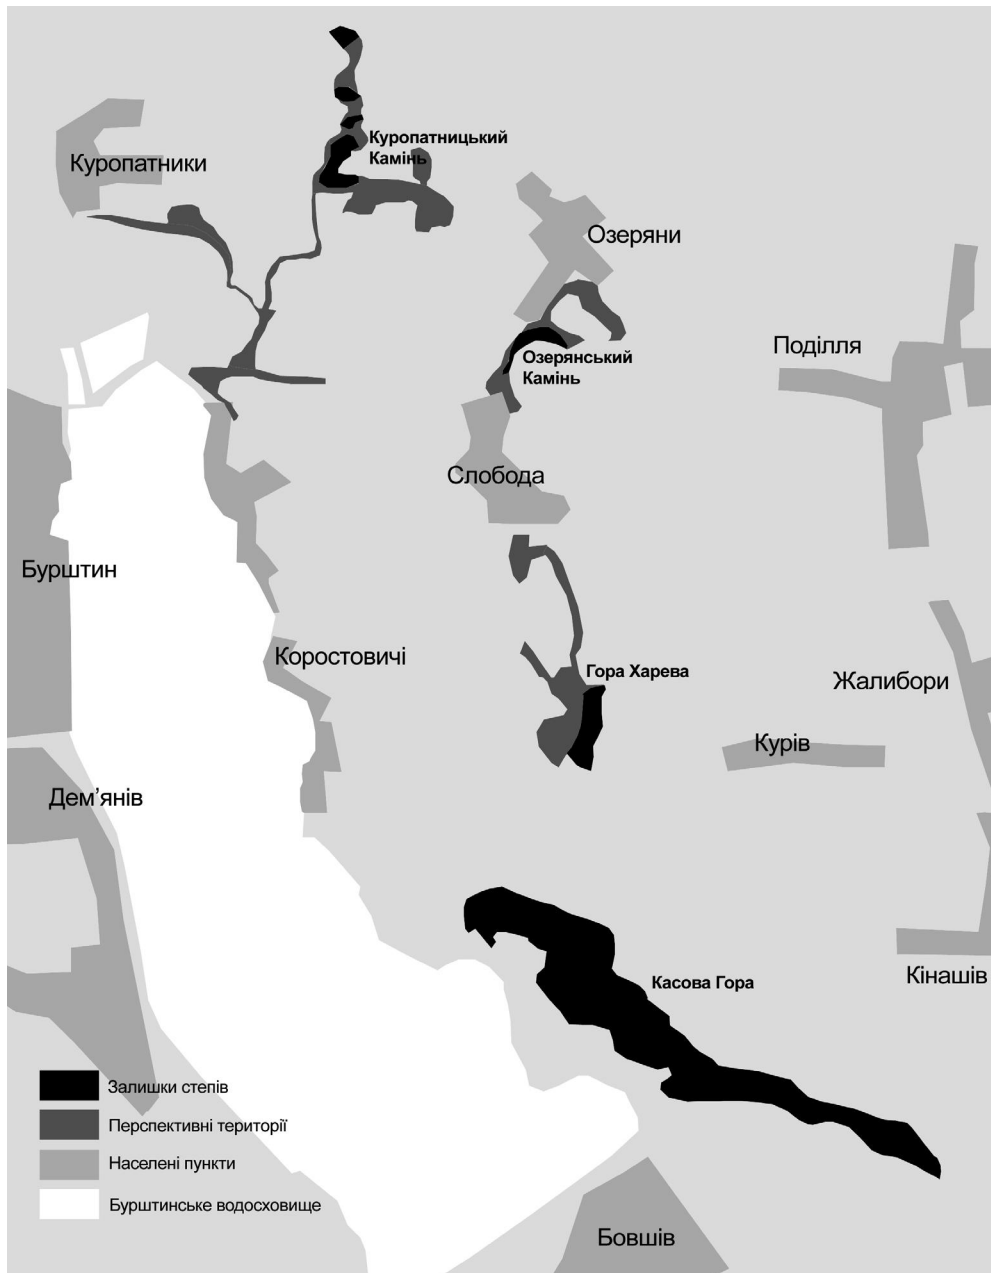 Куропатницький
Камінь
Куропатники
Озеряни
Поділля
Озерянський
Камінь
Слобода
Бурштин
Коростовичі
Гора Харева
Жалибори
Курів
Дем’янів
Кінашів
Касова Гора
Залишки степів
Перспективні території
Населені пункти
Бурштинське водосховище
Бовшів